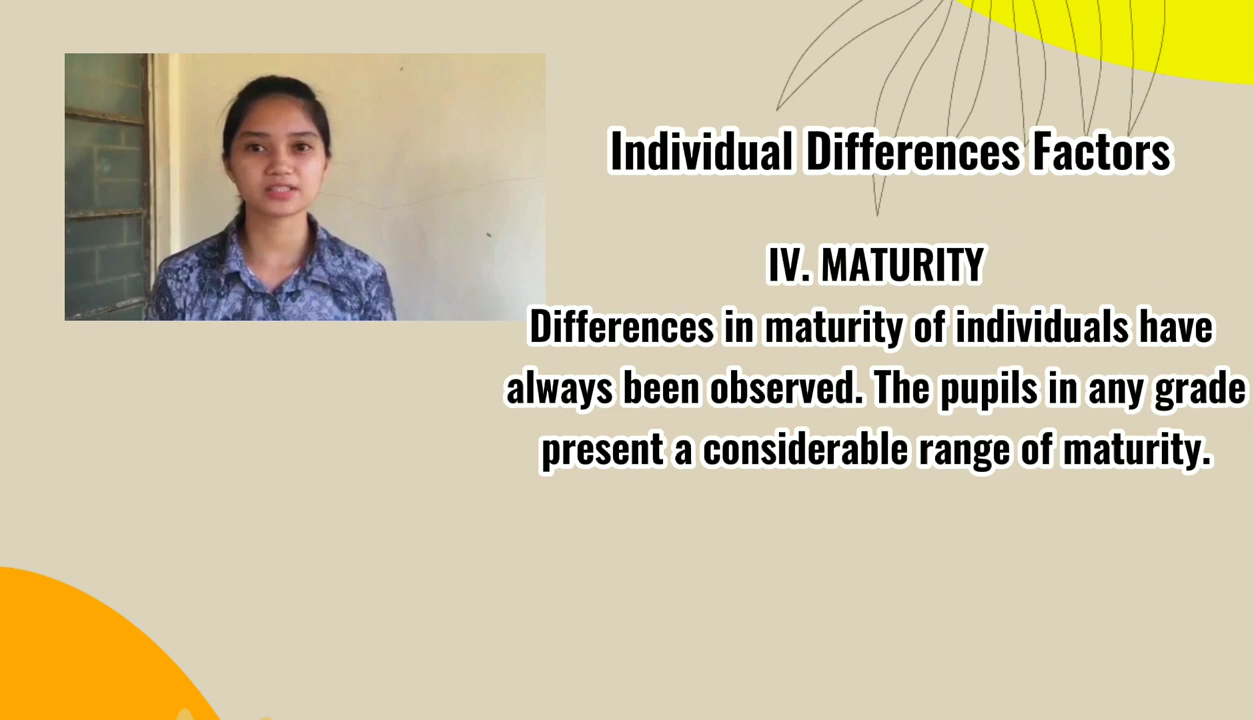 Individual Differences Factors
IV. MATURITY
Differences in maturity of individuals have
always been observed. The pupils in any grade
present a considerable range of maturity.